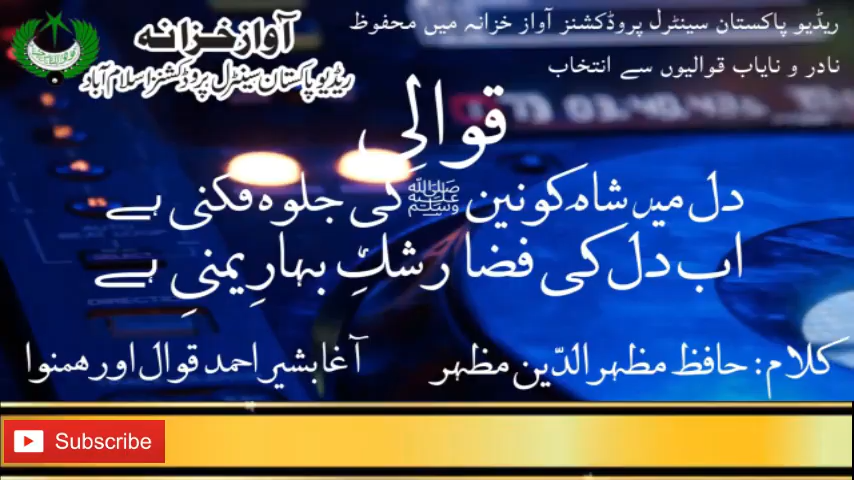 ریڈیو پاکستان سینٹرل پروڈکشنز آواز خزانہ میں محفوظ
نادر و نایاب قوالیوں سے انتخاب
آواز خزانہ
ریڈیو پاکستان سینٹرل پروڈکشنز اسلام آباد
قوالی
دل میں شاہِ کونین ﷺ کی جلوہ فکنی ہے
اب دل کی فضا رشکِ بہارِ یمنی ہے
کلام: حافظ مظہر الدّین مظہر
آغا بشیر احمد قوال اور ھمنوا
Subscribe